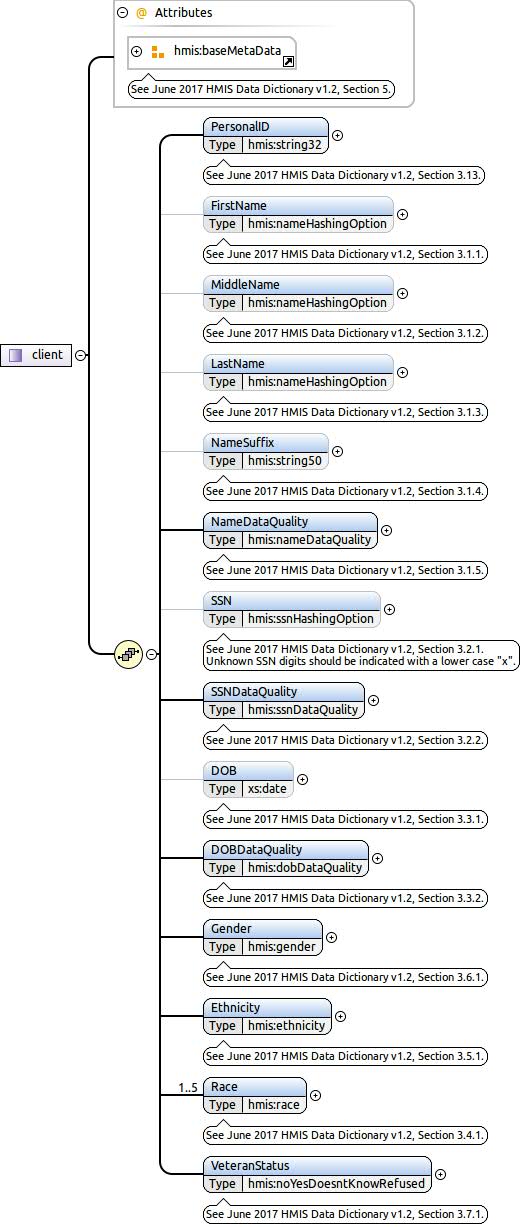 @ Attributes
hmis:baseMetaData
See June 2017 HMIS Data Dictionary v1.2, Section 5.
client
PersonalID
Type hmis:string32
See June 2017 HMIS Data Dictionary v1.2, Section 3.13.
FirstName
Type hmis:nameHashingOption
See June 2017 HMIS Data Dictionary v1.2, Section 3.1.1.
MiddleName
Type hmis:nameHashingOption
See June 2017 HMIS Data Dictionary v1.2, Section 3.1.2.
LastName
Type hmis:nameHashingOption
See June 2017 HMIS Data Dictionary v1.2, Section 3.1.3.
NameSuffix
Type hmis:string50
See June 2017 HMIS Data Dictionary v1.2, Section 3.1.4.
NameDataQuality
Type hmis:nameDataQuality
See June 2017 HMIS Data Dictionary v1.2, Section 3.1.5.
SSN
Type hmis:ssnHashingOption
See June 2017 HMIS Data Dictionary v1.2, Section 3.2.1.
Unknown SSN digits should be indicated with a lower case "x".
SSNDataQuality
Type hmis:ssnDataQuality
See June 2017 HMIS Data Dictionary v1.2, Section 3.2.2.
DOB
Type xs:date
See June 2017 HMIS Data Dictionary v1.2, Section 3.3.1.
DOBDataQuality
Type hmis:dobDataQuality
See June 2017 HMIS Data Dictionary v1.2, Section 3.3.2.
Gender
Type hmis:gender
See June 2017 HMIS Data Dictionary v1.2, Section 3.6.1.
Ethnicity
Type hmis:ethnicity
See June 2017 HMIS Data Dictionary v1.2, Section 3.5.1.
1..5 Race
Type hmis:race
See June 2017 HMIS Data Dictionary v1.2, Section 3.4.1.
VeteranStatus
Type hmis:noYesDoesntKnowRefused
See June 2017 HMIS Data Dictionary v1.2, Section 3.7.1.